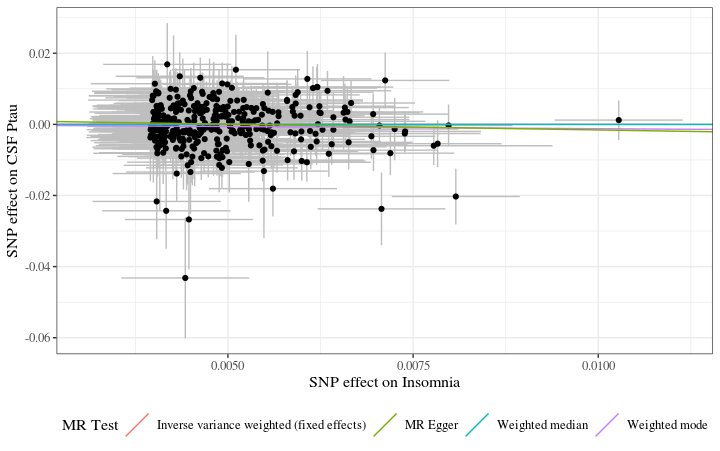 0.02
0.00
-0.02
-0.04
-0.06
SNP effect on CSF Ptau
0.0050
0.0075
0.0100
SNP effect on Insomnia
MR Test
Inverse variance weighted (fixed effects)
MR Egger
Weighted median
Weighted mode